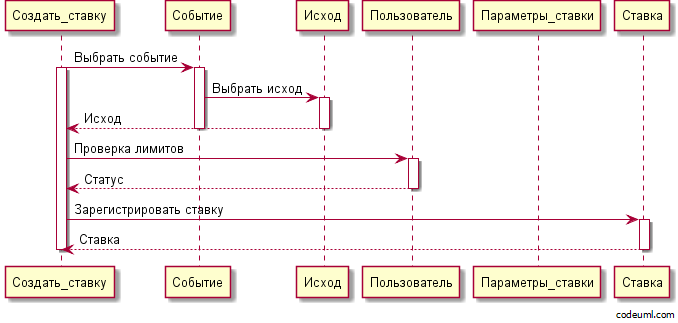 Создать_ставку Событие Исход Пользователь Параметры_ставки Ставка
Выбрать событие
Выбрать исход
Исход
Проверка лимитов
Статус
Зарегистрировать ставку
Ставка
Создать_ставку Событие Исход Пользователь Параметры_ставки Ставка
codeuml.com